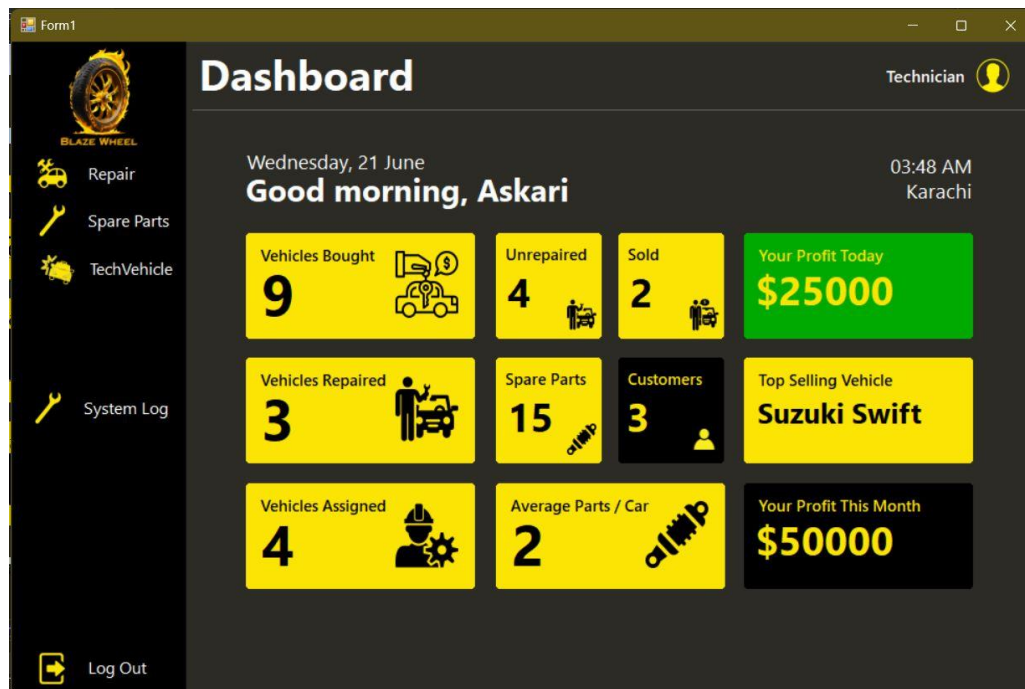 Form1
BLAZE WHEEL
Repair
Spare Parts
TechVehicle
System Log
Log Out
Dashboard
Technician
Wednesday, 21 June
Good morning, Askari
03:48 AM
Karachi
Vehicles Bought
9
Unrepaired
4
Sold
2
Your Profit Today
$25000
Vehicles Repaired
3
Spare Parts
15
Customers
3
Top Selling Vehicle
Suzuki Swift
Vehicles Assigned
4
Average Parts / Car
2
Your Profit This Month
$50000